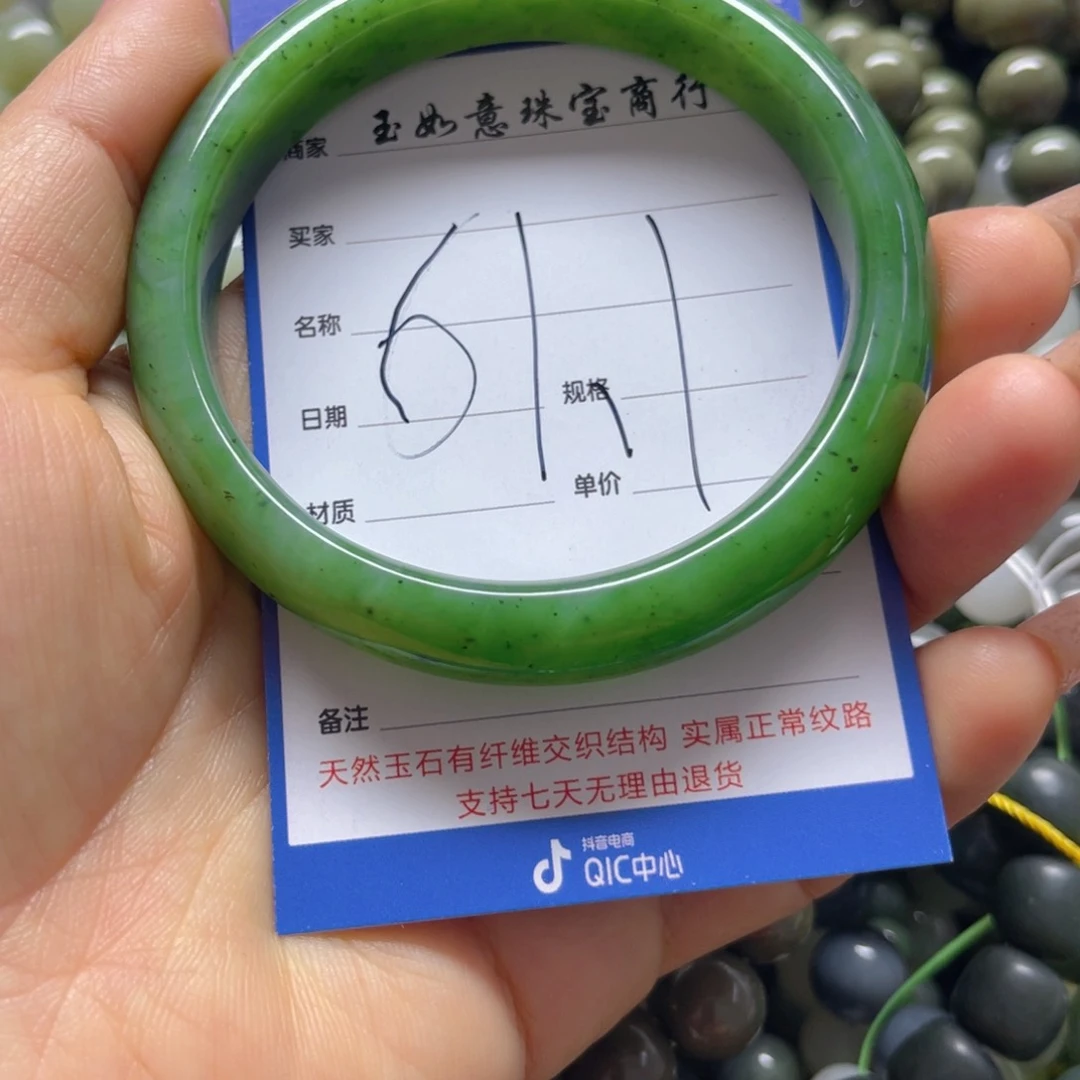 商家 玉如意珠宝商行
买家
名称
61.1
日期
规格
材质
单价
备注
天然玉石有纤维交织结构 实属正常纹路
支持七天无理由退货
抖音电商
QIC中心